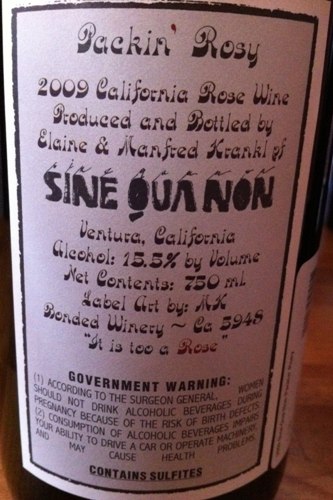 Packin' Rosy
2009 California Rose Wine
Produced and Bottled by
Elaine & Manfred Krankl of
SINE QUA NON
Ventura, California
Alcohol: 15.5% by Volume
Net Contents: 750 ml
Label Art by: MK
Bonded Winery ~ Ca 5948
"It is too a Rose"
GOVERNMENT WARNING:
(1) ACCORDING TO THE SURGEON GENERAL, WOMEN
SHOULD NOT DRINK ALCOHOLIC BEVERAGES DURING
PREGNANCY BECAUSE OF THE RISK OF BIRTH DEFECTS.
(2) CONSUMPTION OF ALCOHOLIC BEVERAGES IMPAIRS
YOUR ABILITY TO DRIVE A CAR OR OPERATE MACHINERY,
AND MAY CAUSE HEALTH PROBLEMS.
CONTAINS SULFITES